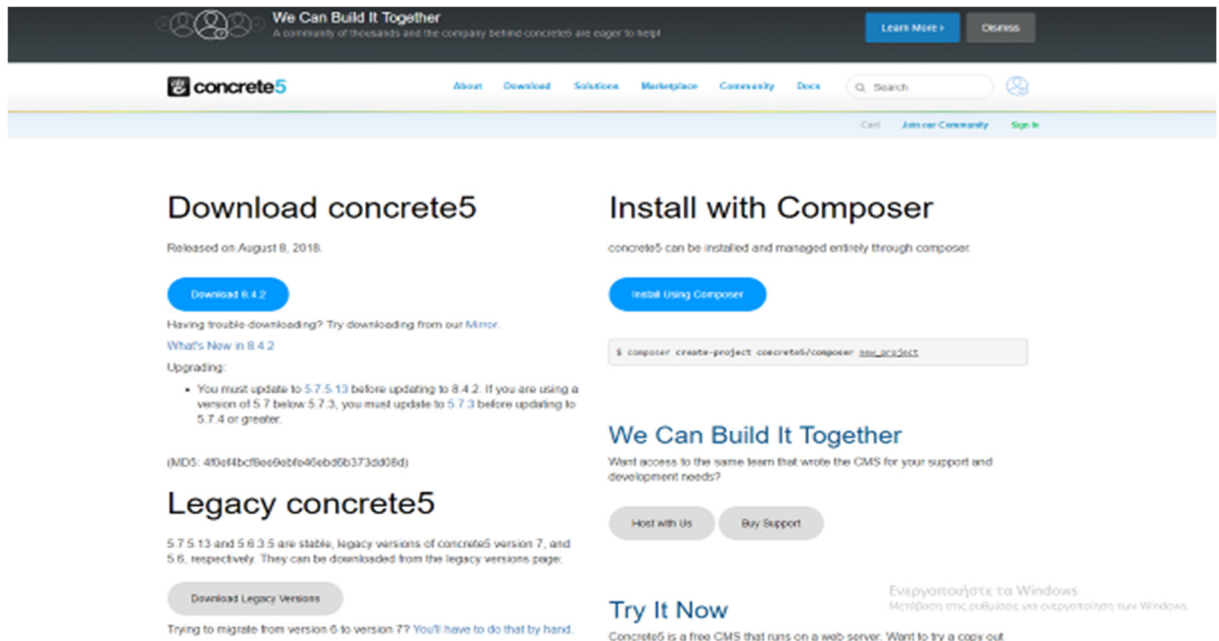 We Can Build It Together
A community of thousands and the company behind concrete5 are eager to help!
Learn More >
Dismiss
concrete5
About Download Solutions Marketplace Community Docs
Search
Cart Join our Community Sign In
Download concrete5
Released on August 8, 2018.
Download 8.4.2
Having trouble downloading? Try downloading from our Mirror.
What's New in 8.4.2
Upgrading:
• You must update to 5.7.5.13 before updating to 8.4.2. If you are using a
version of 5.7 below 5.7.3, you must update to 5.7.3 before updating to
5.7.4 or greater.
(MD5:
Legacy concrete5
5.7.5.13 and 5.6.3.5 are stable, legacy versions of concrete5 version 7, and
5.6, respectively. They can be downloaded from the legacy versions page:
Download Legacy Versions
Trying to migrate from version 6 to version 7? You'll have to do that by hand.
Install with Composer
concrete5 can be installed and managed entirely through composer.
Install Using Composer
$ composer create-project concrete5/composer new_project
We Can Build It Together
Want access to the same team that wrote the CMS for your support and
development needs?
Host with Us
Buy Support
Try It Now
Concrete5 is a free CMS that runs on a web server. Want to try a copy out
Ενεργοποιήστε τα Windows
Μετάβαση στις ρυθμίσεις για ενεργοποίηση των Windows.